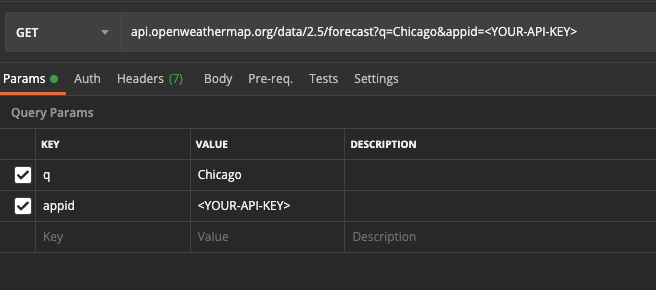 GET api.openweathermap.org/data/2.5/forecast?q=Chicago&appid=<YOUR-API-KEY>
Params Auth Headers (7) Body Pre-req. Tests Settings
Query Params
KEY VALUE DESCRIPTION
q Chicago
appid <YOUR-API-KEY>
Key Value Description